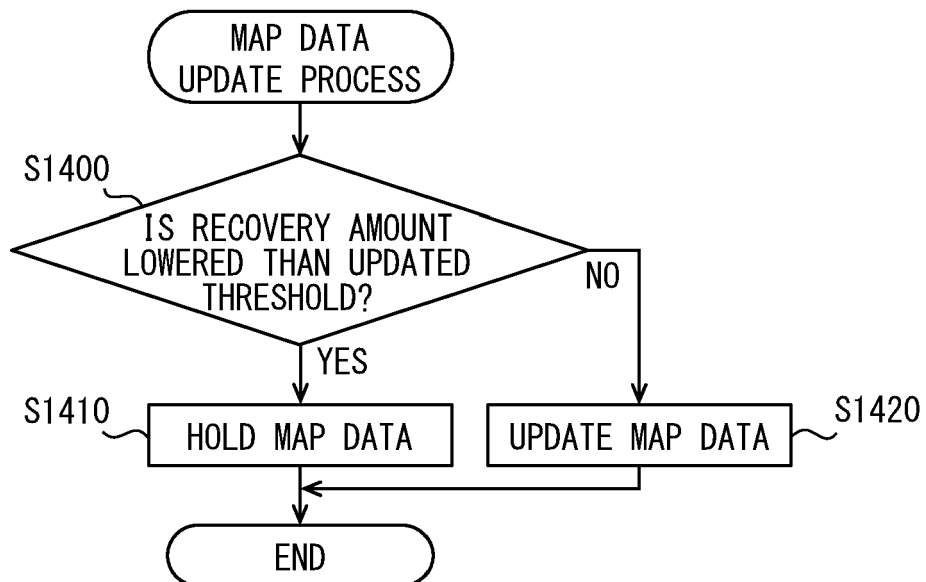 MAP DATA
UPDATE PROCESS
S1400
IS RECOVERY AMOUNT
LOWERED THAN UPDATED
THRESHOLD?
NO
YES
S1410
HOLD MAP DATA
UPDATE MAP DATA
S1420
END